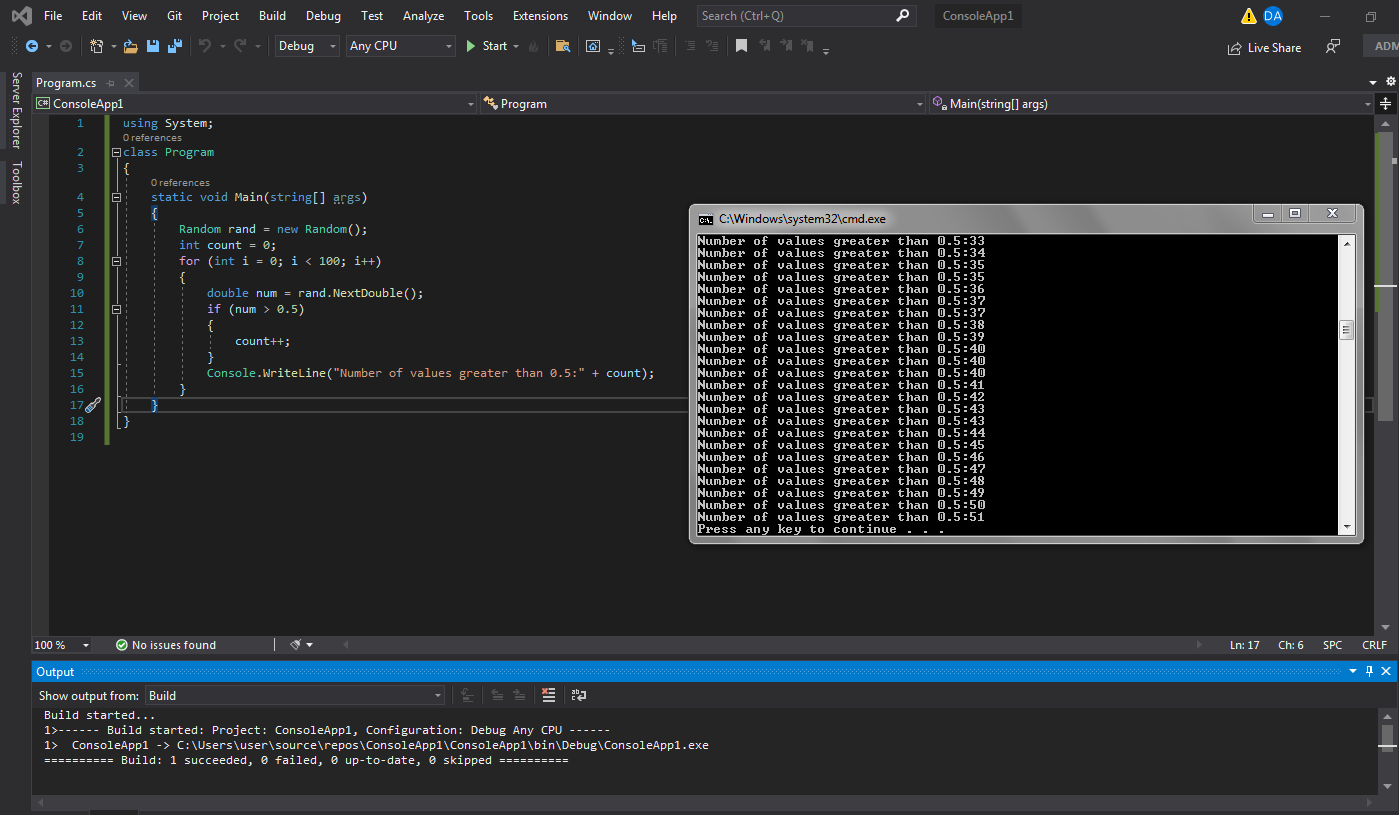 File Edit View Git Project Build Debug Test Analyze Tools Extensions Window Help Search (Ctrl+Q) ConsoleApp1 DA
Debug Any CPU Start Live Share ADM
Server Explorer
Toolbox
Program.cs
C# ConsoleApp1 Program Main(string[] args)
1 using System;
0 references
2 class Program
3 {
0 references
4 static void Main(string[] args)
5 {
6 Random rand = new Random();
7 int count = 0;
8 for (int i = 0; i < 100; i++)
9 {
10 double num = rand.NextDouble();
11 if (num > 0.5)
12 {
13 count++;
14 }
15 Console.WriteLine("Number of values greater than 0.5:" + count);
16 }
17 }
18 }
19
C:\Windows\system32\cmd.exe
Number of values greater than 0.5:33
Number of values greater than 0.5:34
Number of values greater than 0.5:35
Number of values greater than 0.5:35
Number of values greater than 0.5:36
Number of values greater than 0.5:37
Number of values greater than 0.5:37
Number of values greater than 0.5:38
Number of values greater than 0.5:39
Number of values greater than 0.5:40
Number of values greater than 0.5:40
Number of values greater than 0.5:40
Number of values greater than 0.5:41
Number of values greater than 0.5:42
Number of values greater than 0.5:43
Number of values greater than 0.5:43
Number of values greater than 0.5:44
Number of values greater than 0.5:45
Number of values greater than 0.5:46
Number of values greater than 0.5:47
Number of values greater than 0.5:48
Number of values greater than 0.5:49
Number of values greater than 0.5:50
Number of values greater than 0.5:51
Press any key to continue . . .
100 % No issues found Ln: 17 Ch: 6 SPC CRLF
Output
Show output from: Build
Build started...
1>------ Build started: Project: ConsoleApp1, Configuration: Debug Any CPU ------
1> ConsoleApp1 -> C:\Users\user\source\repos\ConsoleApp1\ConsoleApp1\bin\Debug\ConsoleApp1.exe
========== Build: 1 succeeded, 0 failed, 0 up-to-date, 0 skipped ==========